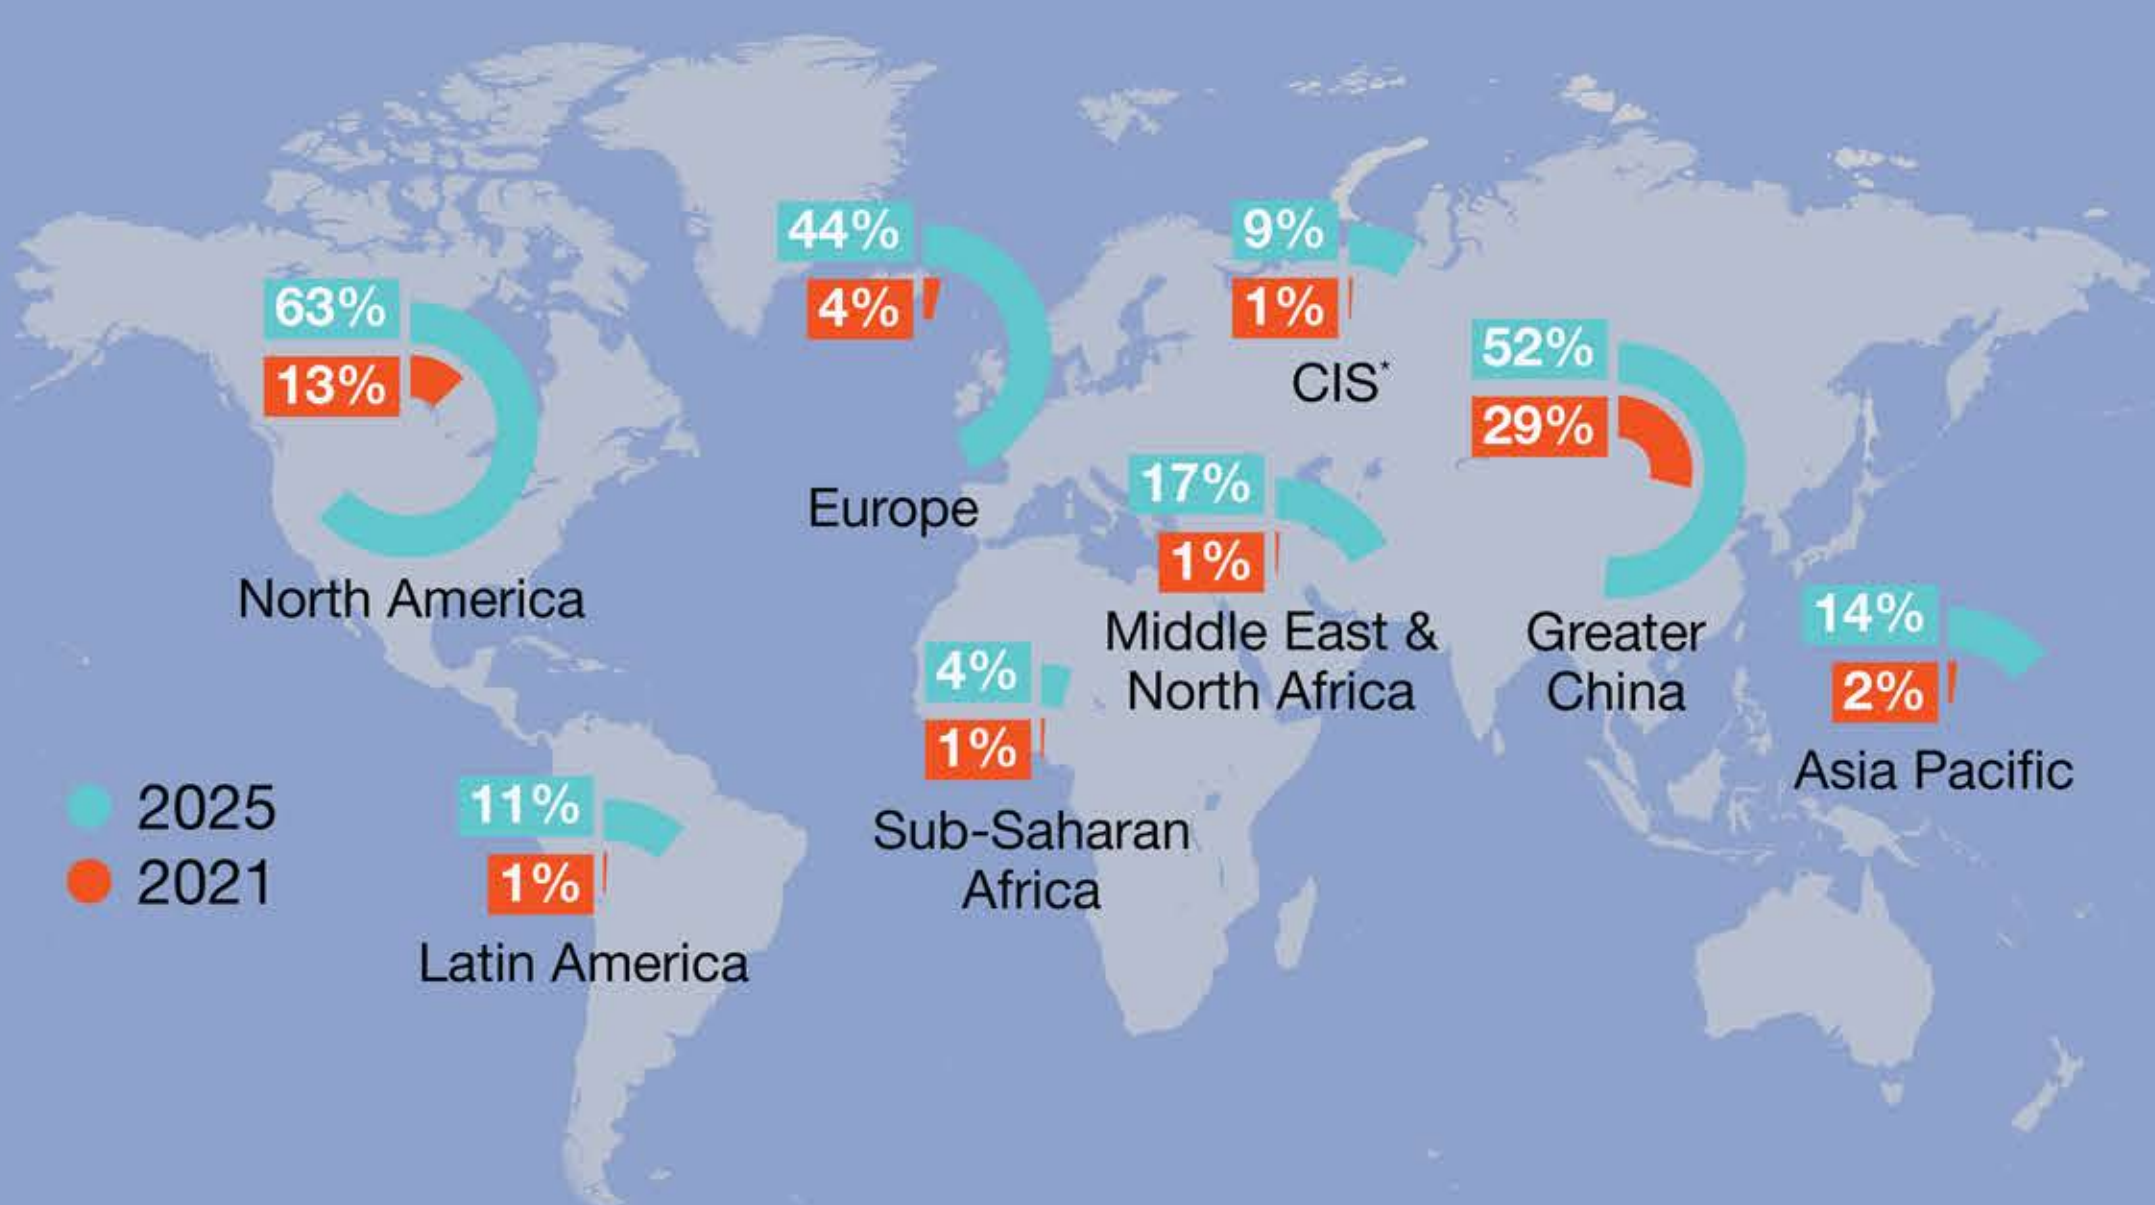 63%
13%
North America
44%
4%
Europe
9%
1%
CIS*
52%
29%
Greater
China
17%
1%
Middle East &
North Africa
14%
2%
Asia Pacific
4%
1%
Sub-Saharan
Africa
11%
1%
Latin America
2025
2021